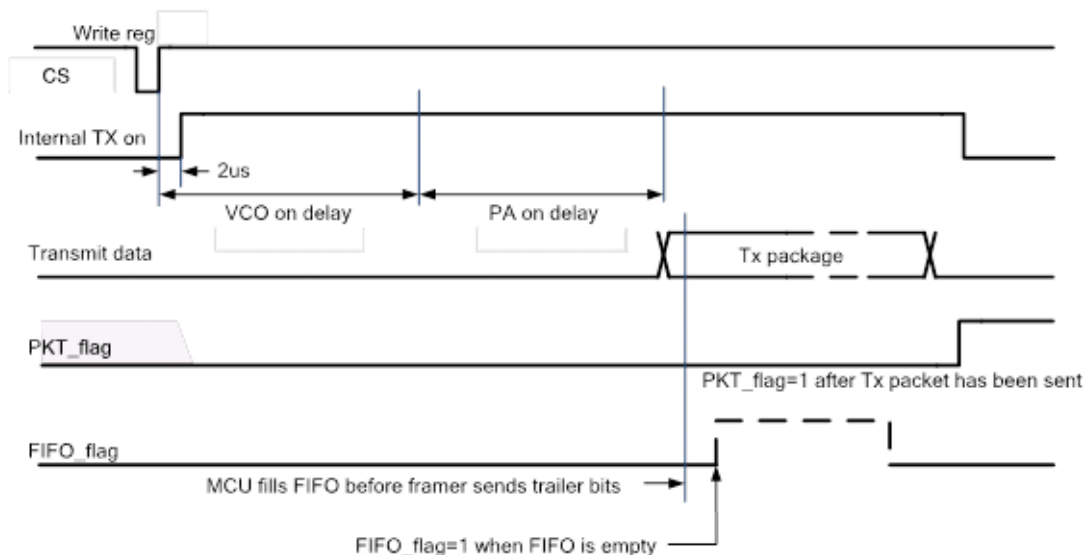 Write reg
CS
Internal TX on
2us
VCO on delay
PA on delay
Transmit data
Tx package
PKT_flag
PKT_flag=1 after Tx packet has been sent
FIFO_flag
MCU fills FIFO before framer sends trailer bits
FIFO_flag=1 when FIFO is empty